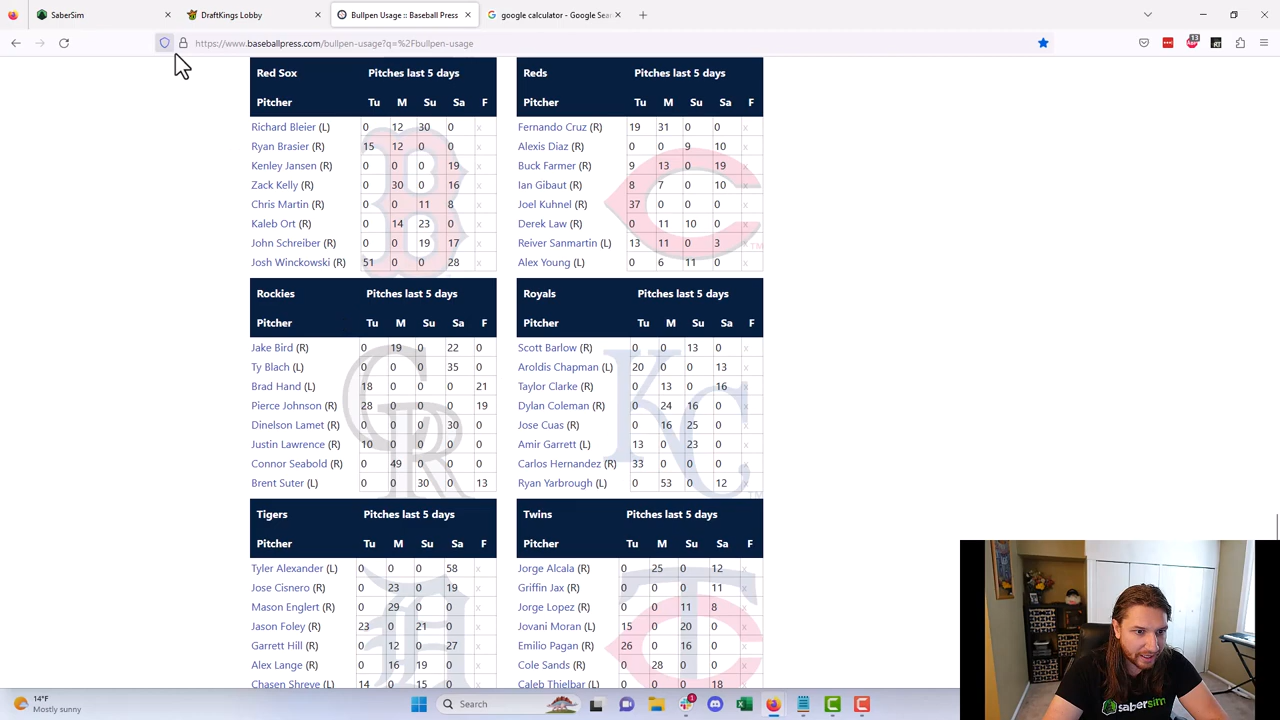 SaberSim × DraftKings Lobby × Bullpen Usage :: Baseball Press × google calculator - Google Sea × +
https://www.baseballpress.com/bullpen-usage?q=%2Fbullpen-usage 13
Red Sox Pitches last 5 days
Pitcher Tu M Su Sa F
Richard Bleier (L) 0 12 30 0 x
Ryan Brasier (R) 15 12 0 0 x
Kenley Jansen (R) 0 0 0 19 x
Zack Kelly (R) 0 30 0 16 x
Chris Martin (R) 0 0 11 8 x
Kaleb Ort (R) 0 14 23 0 x
John Schreiber (R) 0 0 19 17 x
Josh Winckowski (R) 51 0 0 28 x
Reds Pitches last 5 days
Pitcher Tu M Su Sa F
Fernando Cruz (R) 19 31 0 0 x
Alexis Diaz (R) 0 0 9 10 x
Buck Farmer (R) 9 13 0 19 x
Ian Gibaut (R) 8 7 0 10 x
Joel Kuhnel (R) 37 0 0 0 x
Derek Law (R) 0 11 10 0 x
Reiver Sanmartin (L) 13 11 0 3 x
Alex Young (L) 0 6 11 0 x
Rockies Pitches last 5 days
Pitcher Tu M Su Sa F
Jake Bird (R) 0 19 0 22 0
Ty Blach (L) 0 0 0 35 0
Brad Hand (L) 18 0 0 0 21
Pierce Johnson (R) 28 0 0 0 19
Dinelson Lamet (R) 0 0 0 30 0
Justin Lawrence (R) 10 0 0 0 0
Connor Seabold (R) 0 49 0 0 0
Brent Suter (L) 0 0 30 0 13
Royals Pitches last 5 days
Pitcher Tu M Su Sa F
Scott Barlow (R) 0 0 13 0 x
Aroldis Chapman (L) 20 0 0 13 x
Taylor Clarke (R) 0 13 0 16 x
Dylan Coleman (R) 0 24 16 0 x
Jose Cuas (R) 0 16 25 0 x
Amir Garrett (L) 13 0 23 0 x
Carlos Hernandez (R) 33 0 0 0 x
Ryan Yarbrough (L) 0 53 0 12 x
Tigers Pitches last 5 days
Pitcher Tu M Su Sa F
Tyler Alexander (L) 0 0 0 58 x
Jose Cisnero (R) 0 23 0 19 x
Mason Englert (R) 0 29 0 0 x
Jason Foley (R) 13 0 21 0 x
Garrett Hill (R) 0 12 0 27 x
Alex Lange (R) 0 16 19 0 x
Chasen Shreve (L) 14 0 15 0 x
Twins Pitches last 5 days
Pitcher Tu M Su Sa F
Jorge Alcala (R) 0 25 0 12 x
Griffin Jax (R) 0 0 0 11 x
Jorge Lopez (R) 0 0 11 8 x
Jovani Moran (L) 15 0 20 0 x
Emilio Pagan (R) 26 0 16 0 x
Cole Sands (R) 0 28 0 0 x
Caleb Thielbar (L) 0 0 0 18 x
sabersim
14°F
Mostly sunny
Search